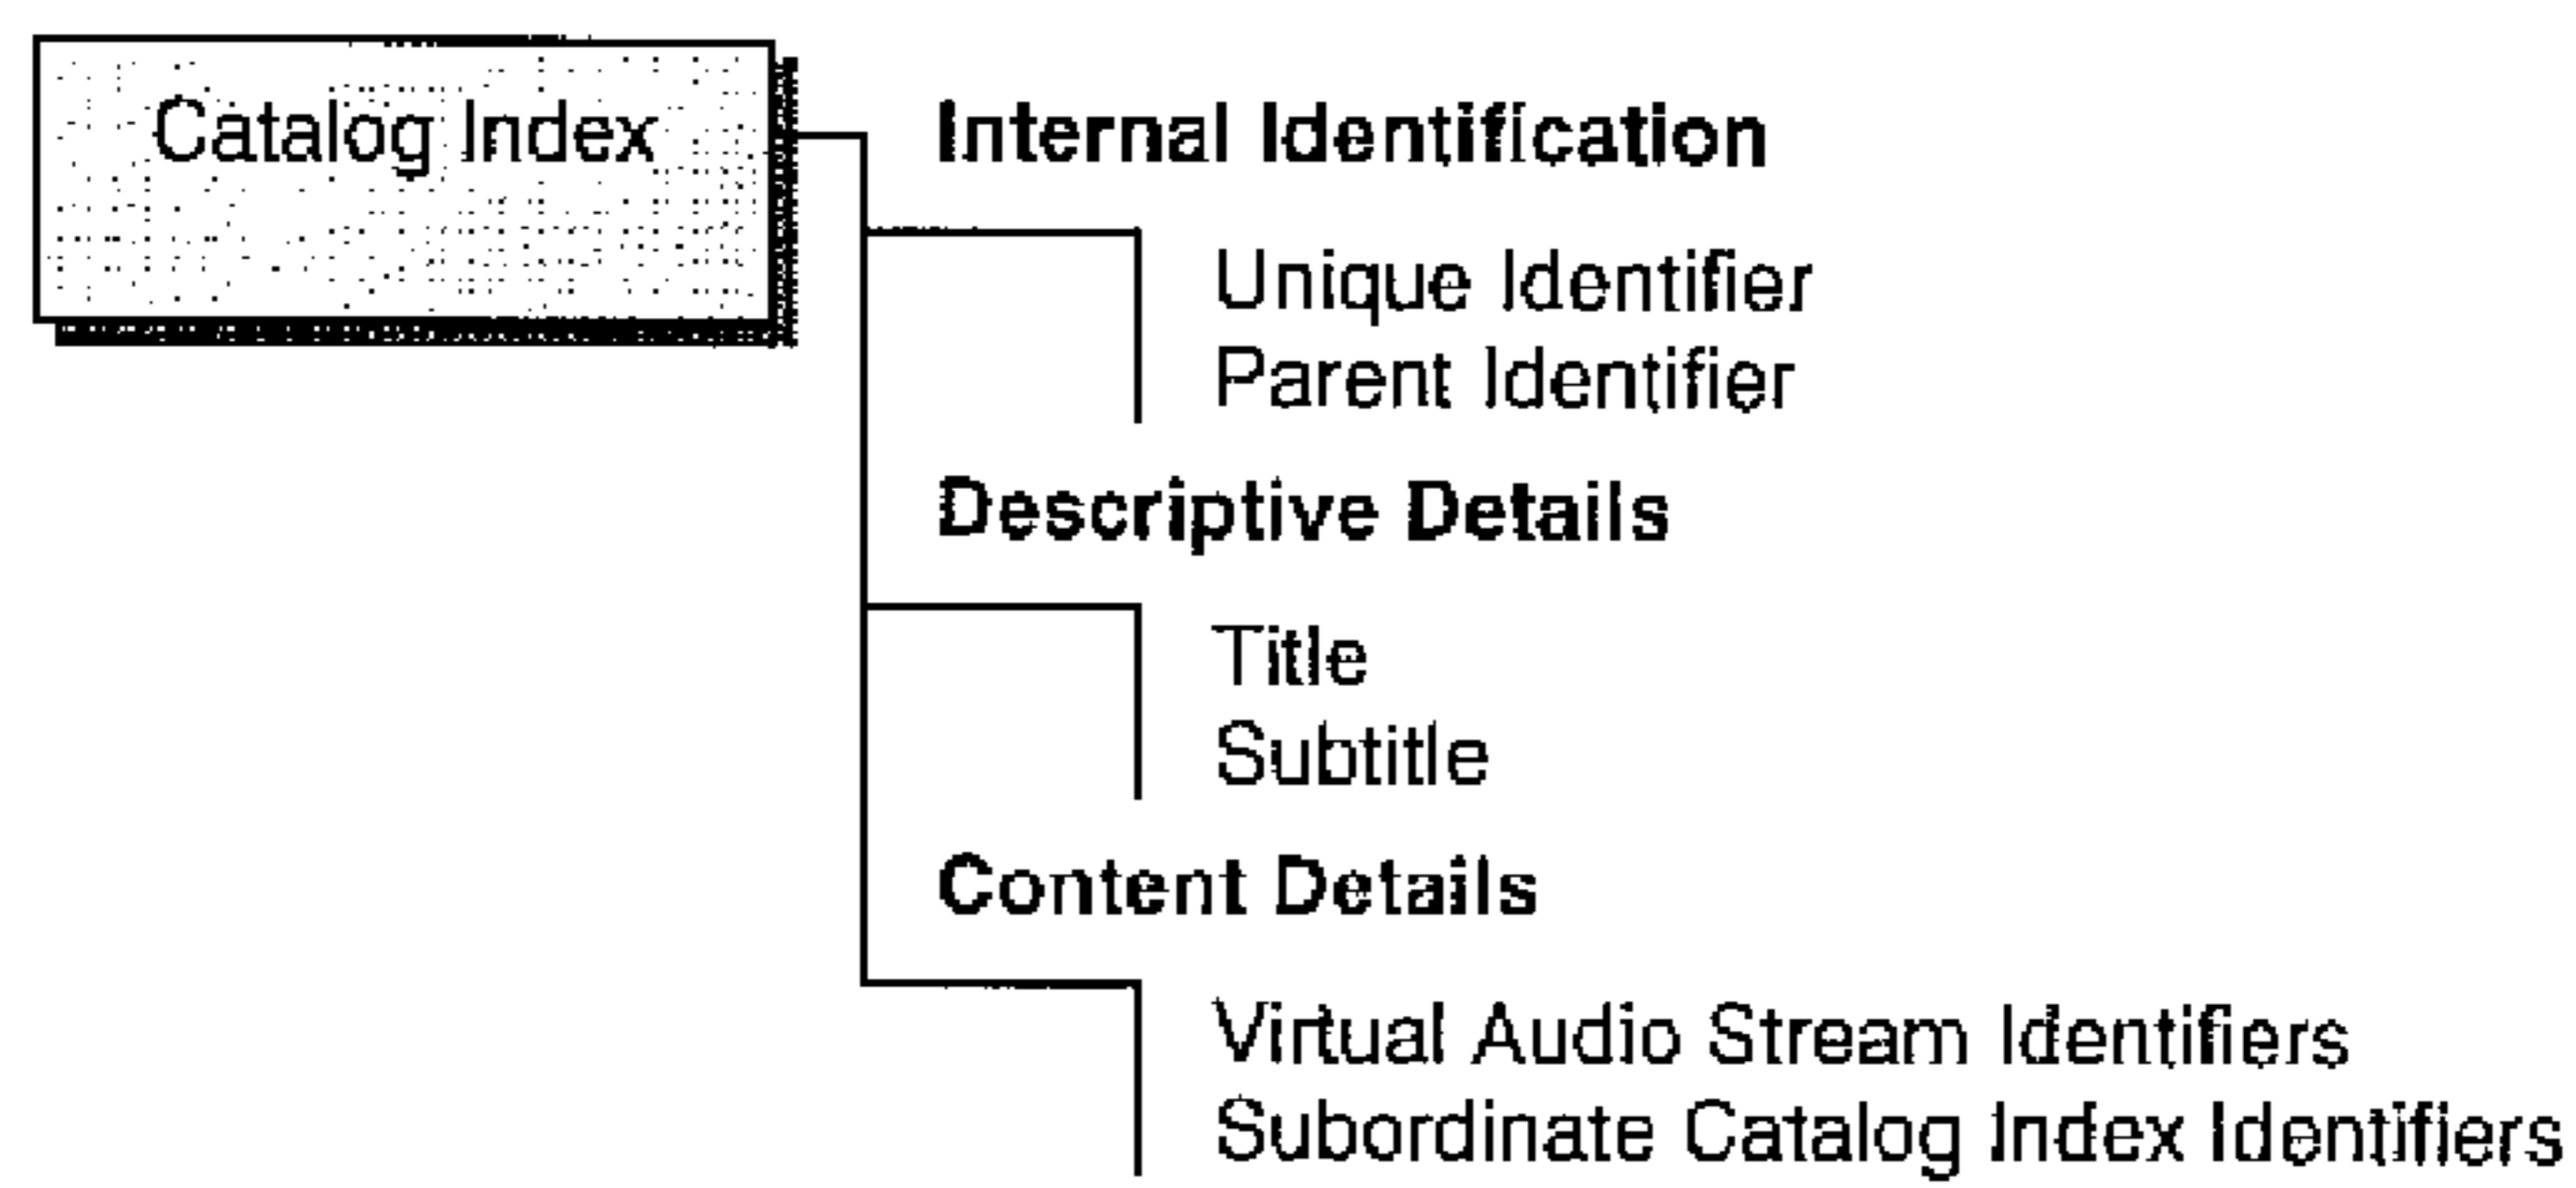 Catalog Index
Internal Identification
Unique Identifier
Parent Identifier
Descriptive Details
Title
Subtitle
Content Details
Virtual Audio Stream Identifiers
Subordinate Catalog Index Identifiers